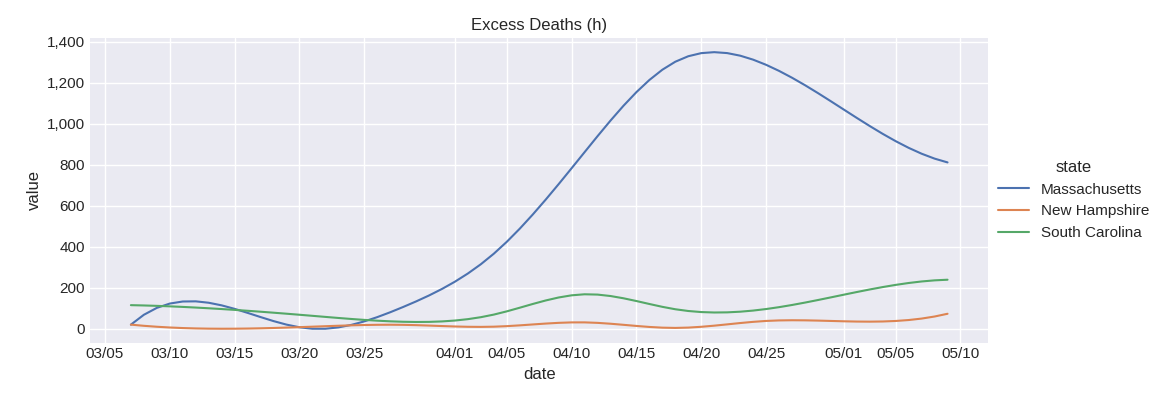 Excess Deaths (h)
1,400
1,200
1,000
800
600
400
200
0
value
03/05 03/10 03/15 03/20 03/25 04/01 04/05 04/10 04/15 04/20 04/25 05/01 05/05 05/10
date
state
Massachusetts
New Hampshire
South Carolina